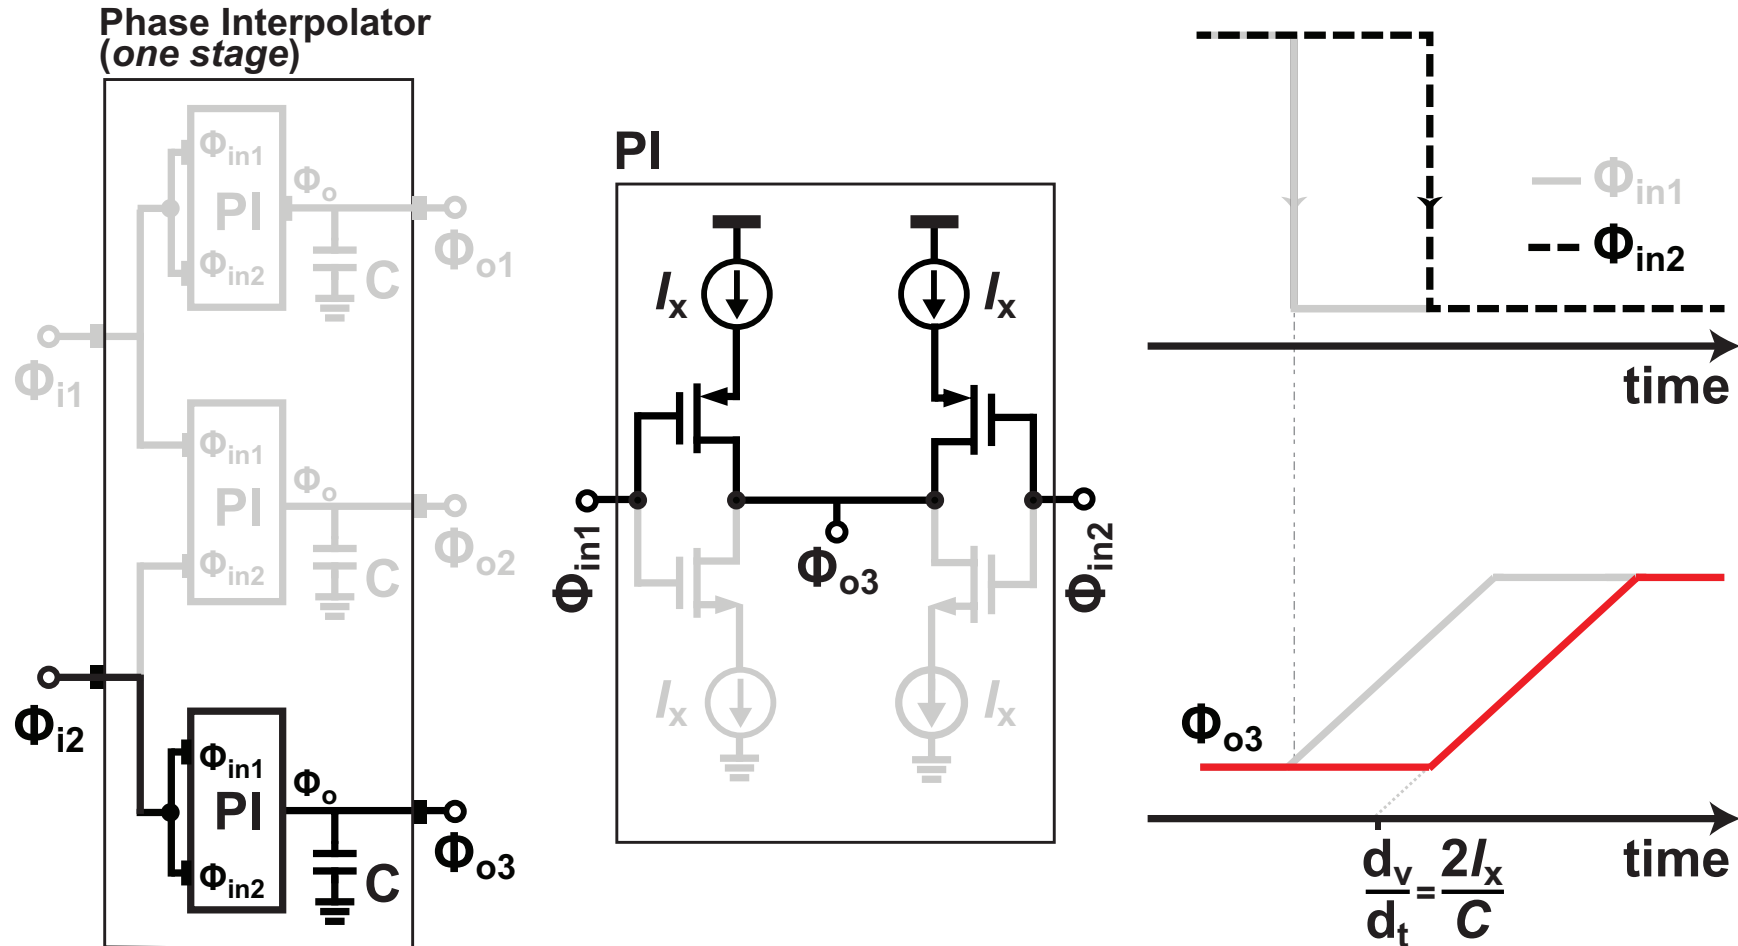 Phase Interpolator
(one stage)
Φin1
PI
Φin2
Φo
C
Φo1
Φi1
Φin1
PI
Φin2
Φo
C
Φo2
Φi2
Φin1
PI
Φin2
Φo
C
Φo3
PI
Ix
Ix
Φin1
Φo3
Φin2
Ix
Ix
Φin1
Φin2
time
Φo3
time
dv/dt = 2Ix/C